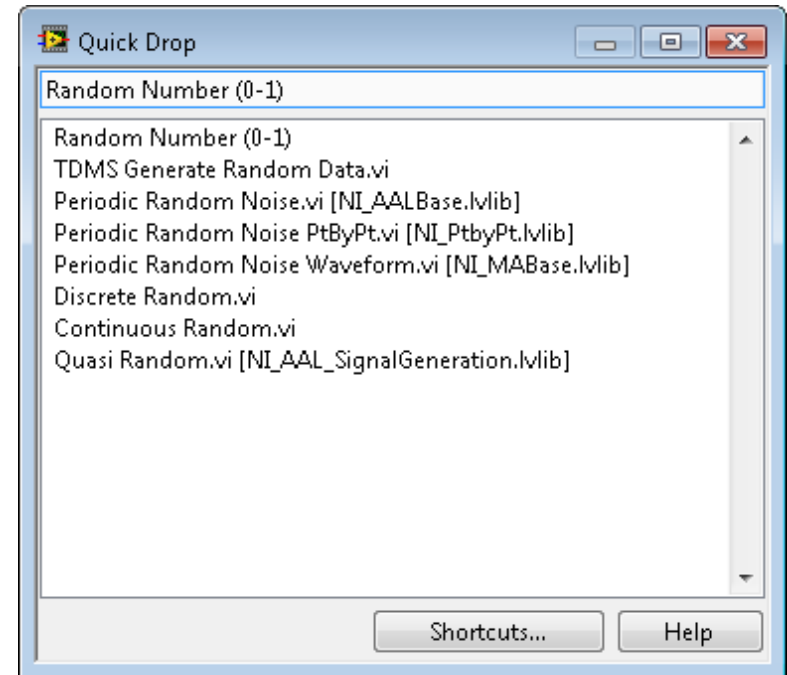 Quick Drop
Random Number (0-1)
Random Number (0-1)
TDMS Generate Random Data.vi
Periodic Random Noise.vi [NI_AALBase.lvlib]
Periodic Random Noise PtByPt.vi [NI_PtbyPt.lvlib]
Periodic Random Noise Waveform.vi [NI_MABase.lvlib]
Discrete Random.vi
Continuous Random.vi
Quasi Random.vi [NI_AAL_SignalGeneration.lvlib]
Shortcuts... Help